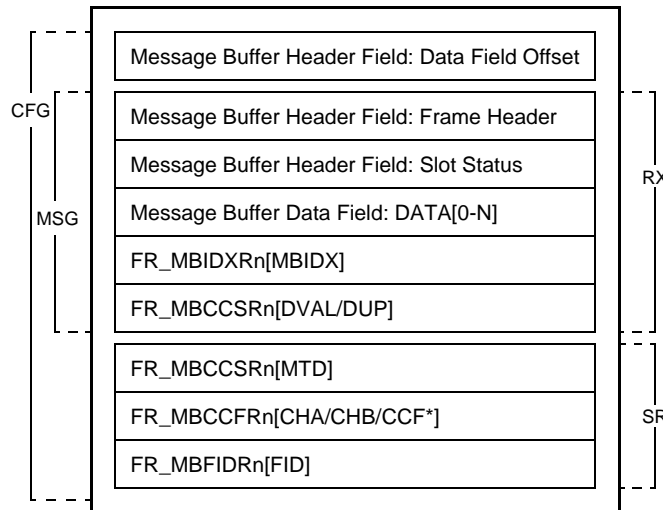 Message Buffer Header Field: Data Field Offset
CFG
Message Buffer Header Field: Frame Header
Message Buffer Header Field: Slot Status
RX
Message Buffer Data Field: DATA[0-N]
MSG
FR_MBIDXRn[MBIDX]
FR_MBCCSRn[DVAL/DUP]
FR_MBCCSRn[MTD]
FR_MBCCFRn[CHA/CHB/CCF*]
SR
FR_MBFIDRn[FID]